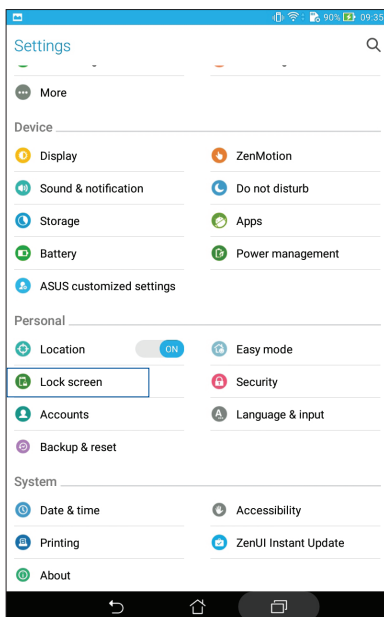 90% 09:35
Settings
More
Device
Display ZenMotion
Sound & notification Do not disturb
Storage Apps
Battery Power management
ASUS customized settings
Personal
Location ON Easy mode
Lock screen Security
Accounts A Language & input
Backup & reset
System
Date & time Accessibility
Printing ZenUI Instant Update
About